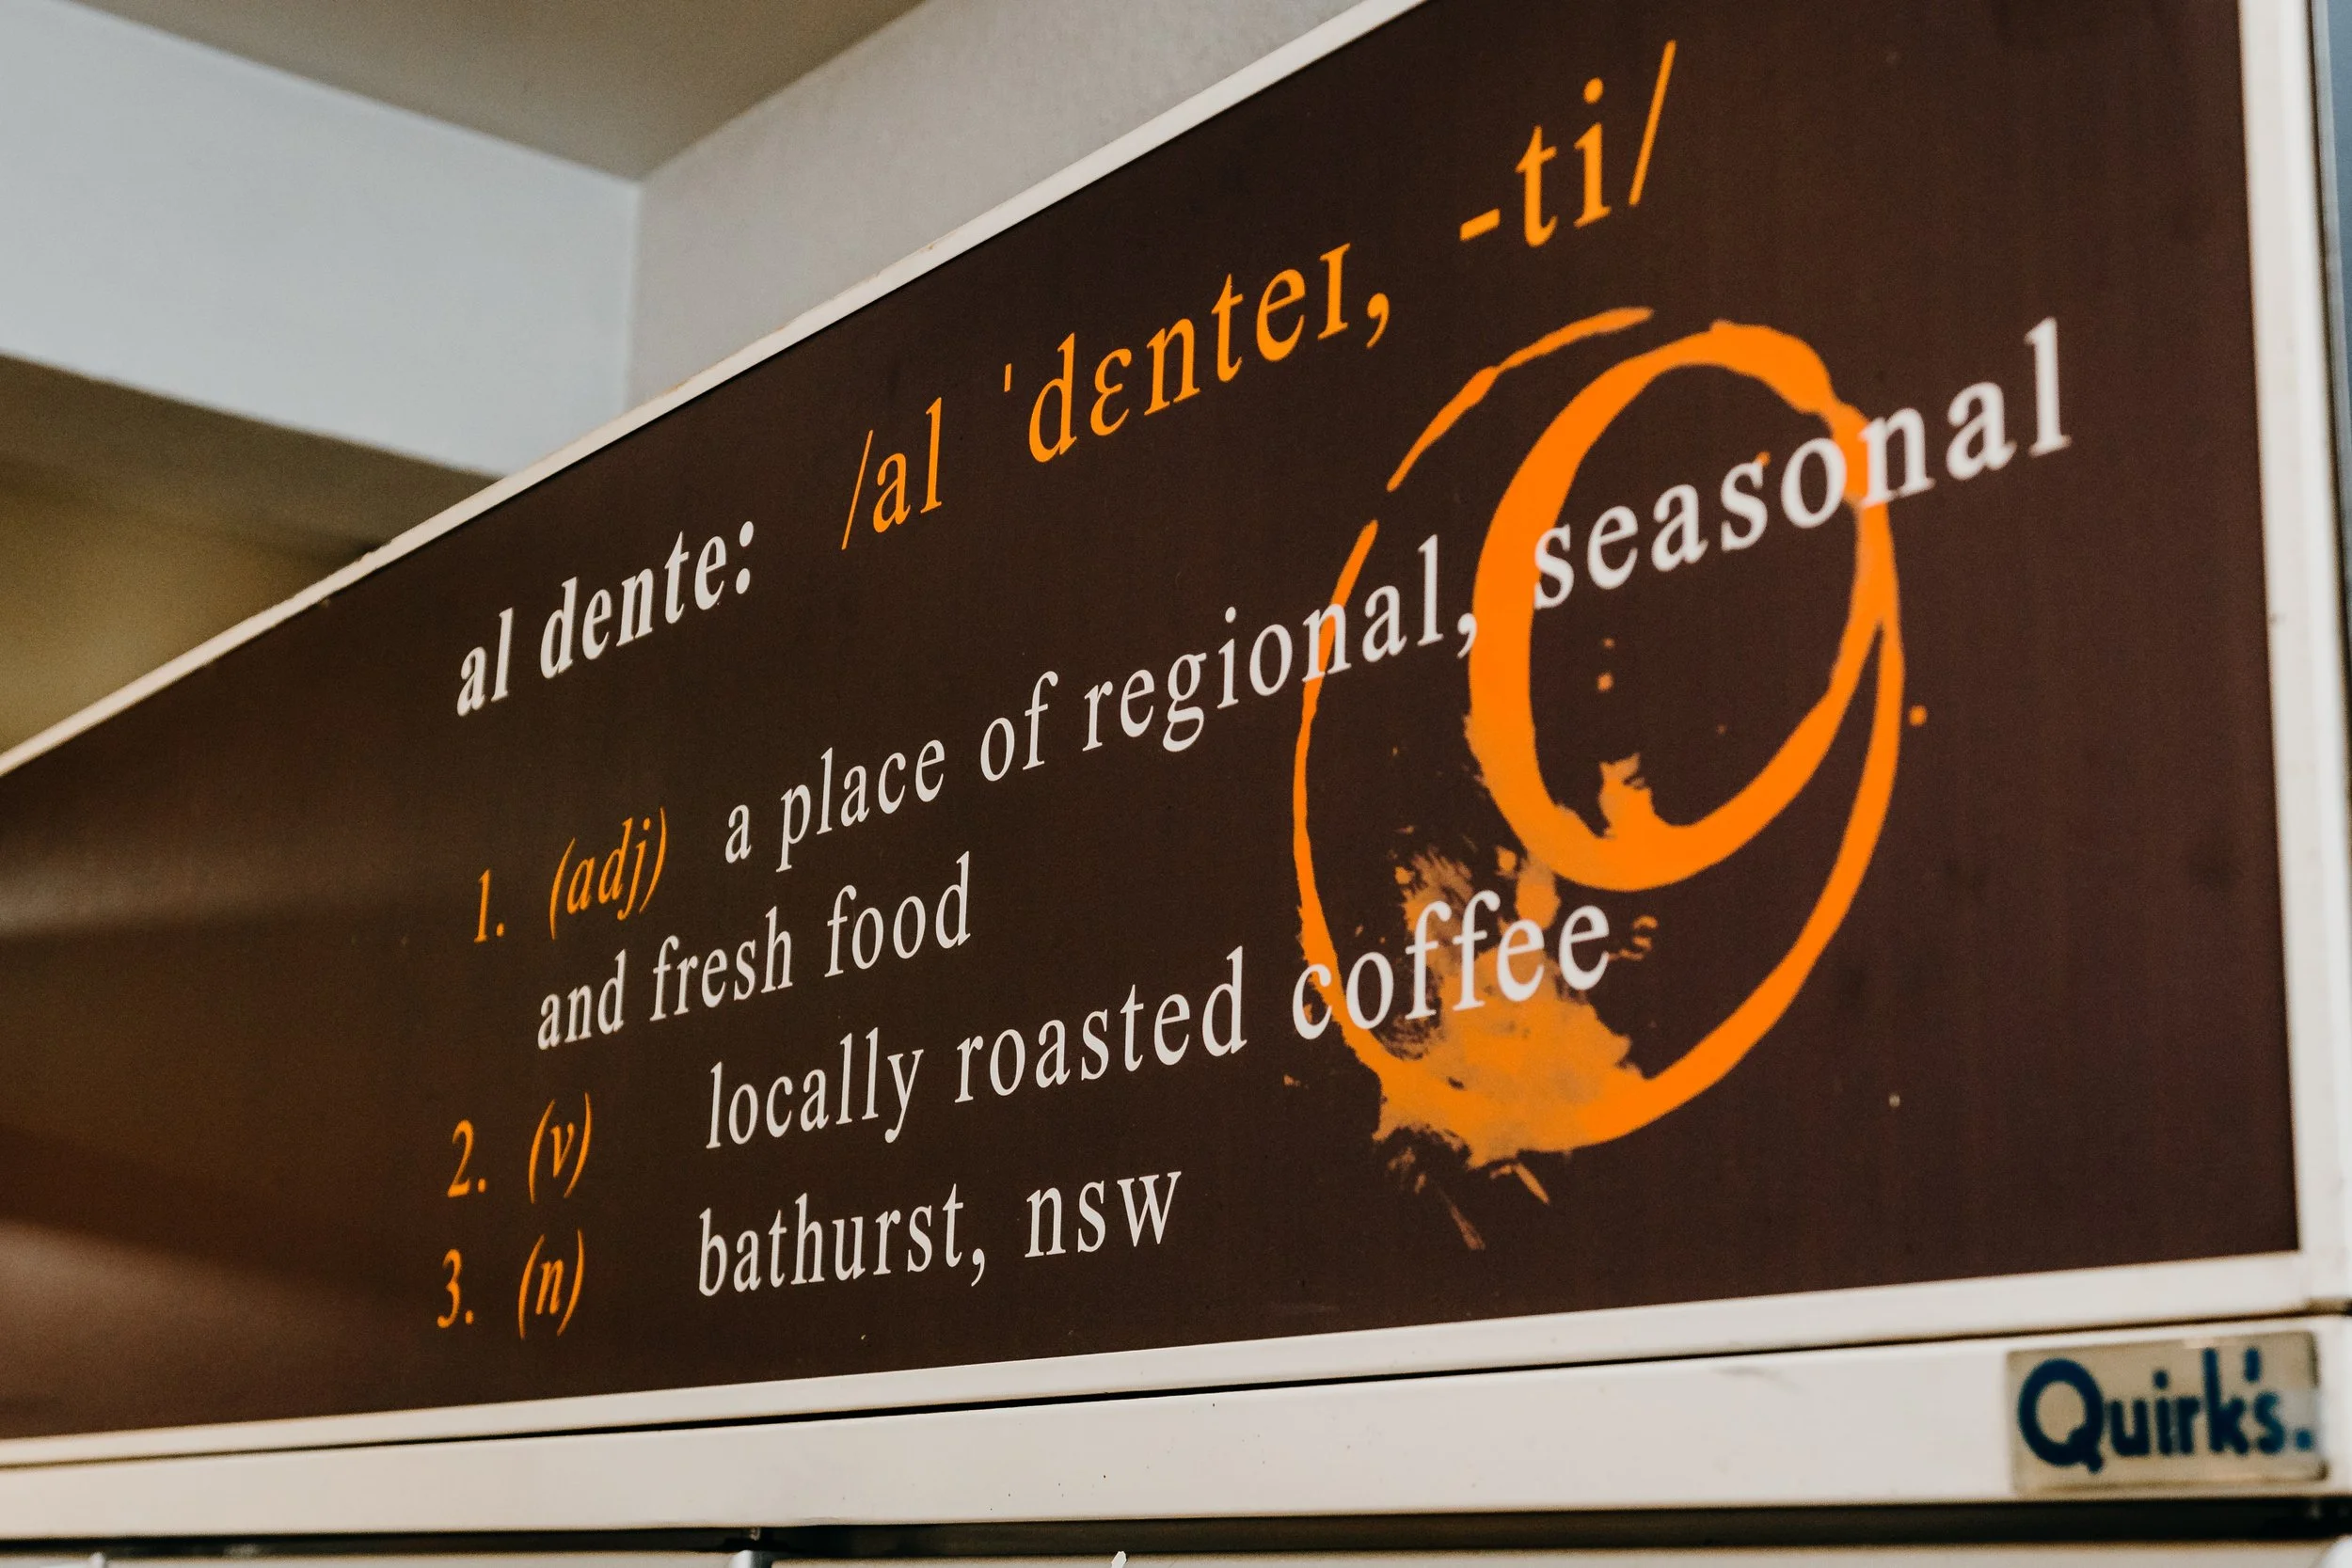 al dente: /al ˈdɛnteɪ, -ti/
1. (adj) a place of regional, seasonal
and fresh food
2. (v) locally roasted coffee
3. (n) bathurst, nsw
Quirk's.